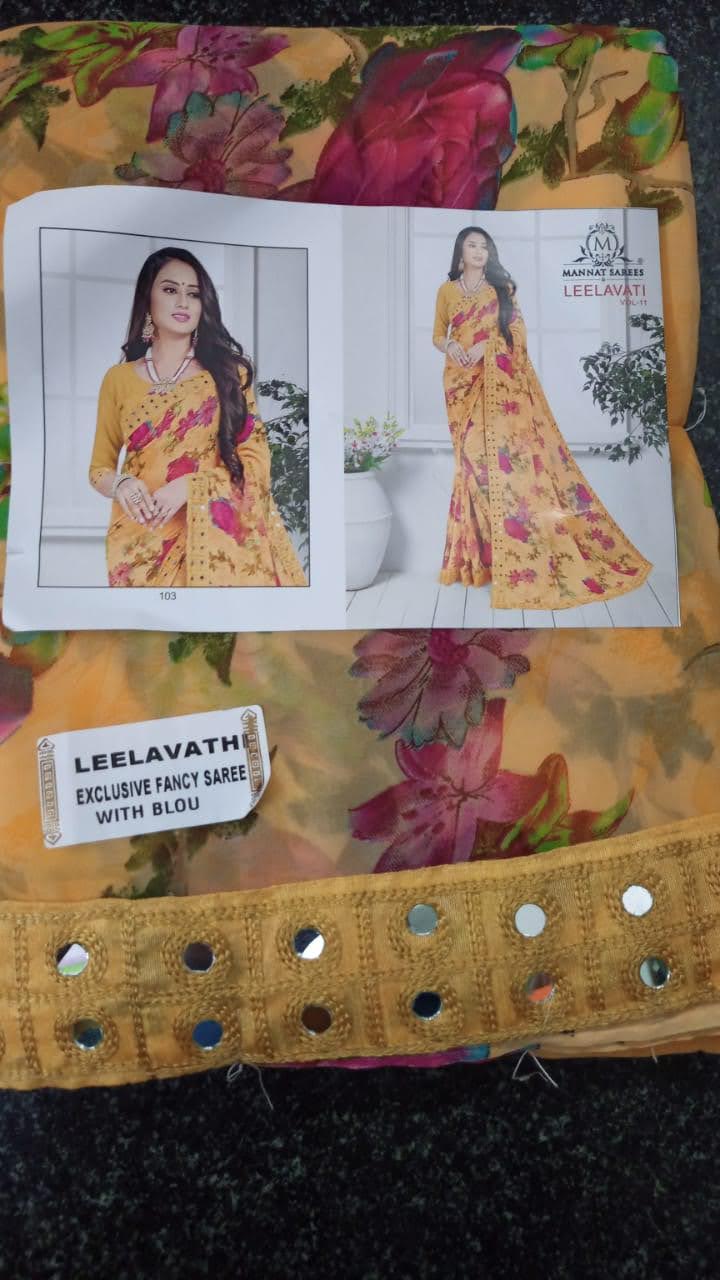 M
MANNAT SAREES ®
LEELAVATI
VOL-11
103
LEELAVATHI
EXCLUSIVE FANCY SAREE
WITH BLOU